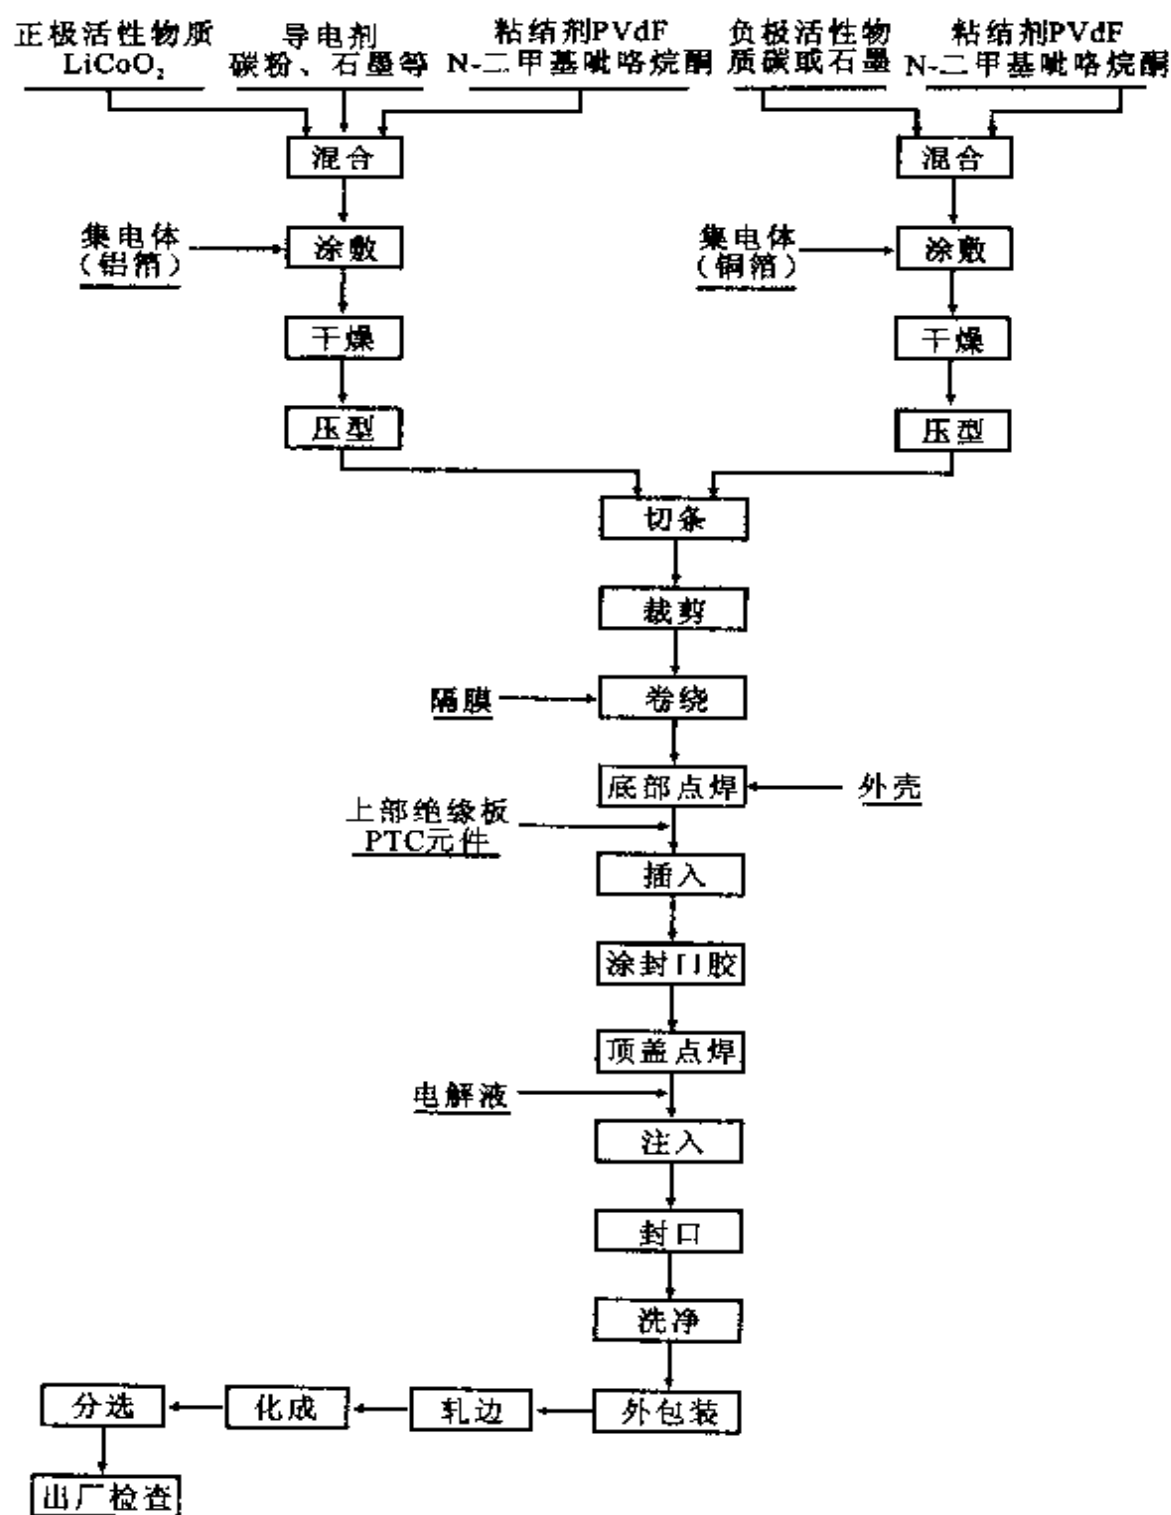 正极活性物质
LiCoO₂
导电剂
碳粉、石墨等
粘结剂PVdF
N-二甲基吡咯烷酮
负极活性物
质碳或石墨
粘结剂PVdF
N-二甲基吡咯烷酮
混合
混合
集电体
(铝箔)
涂敷
集电体
(铜箔)
涂敷
干燥
干燥
压型
压型
切条
裁剪
隔膜
卷绕
底部点焊
外壳
上部绝缘板
PTC元件
插入
涂封门胶
顶盖点焊
电解液
注入
封口
洗净
分选
化成
轧边
外包装
出厂检查